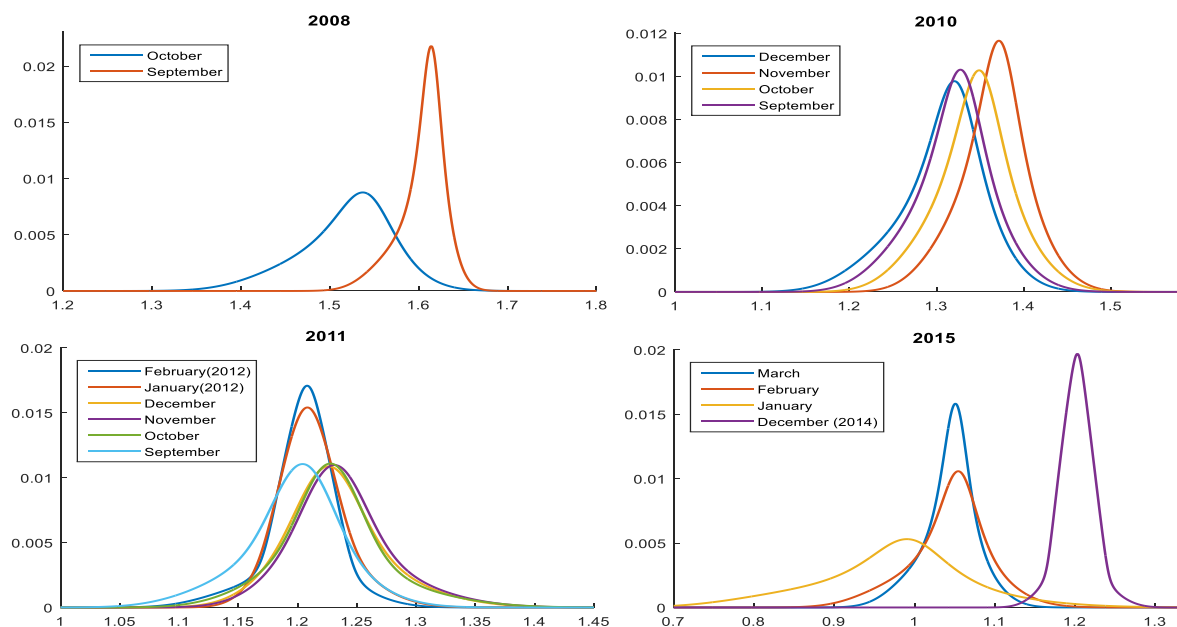 2008
October
September
0.02
0.015
0.01
0.005
0
1.2 1.3 1.4 1.5 1.6 1.7 1.8
2010
December
November
October
September
0.012
0.01
0.008
0.006
0.004
0.002
0
1 1.1 1.2 1.3 1.4 1.5
2011
February(2012)
January(2012)
December
November
October
September
0.02
0.015
0.01
0.005
0
1 1.05 1.1 1.15 1.2 1.25 1.3 1.35 1.4 1.45
2015
March
February
January
December (2014)
0.02
0.015
0.01
0.005
0
0.7 0.8 0.9 1 1.1 1.2 1.3